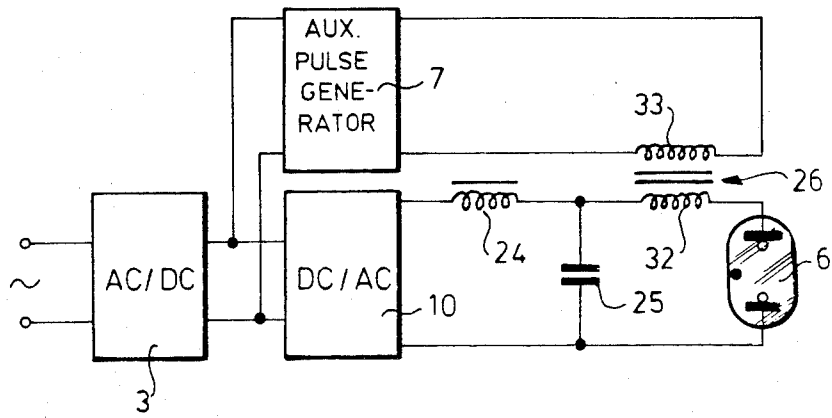 AUX.
PULSE
GENE-
RATOR
7
33
26
24
32
6
25
~
AC/DC
DC/AC
10
3